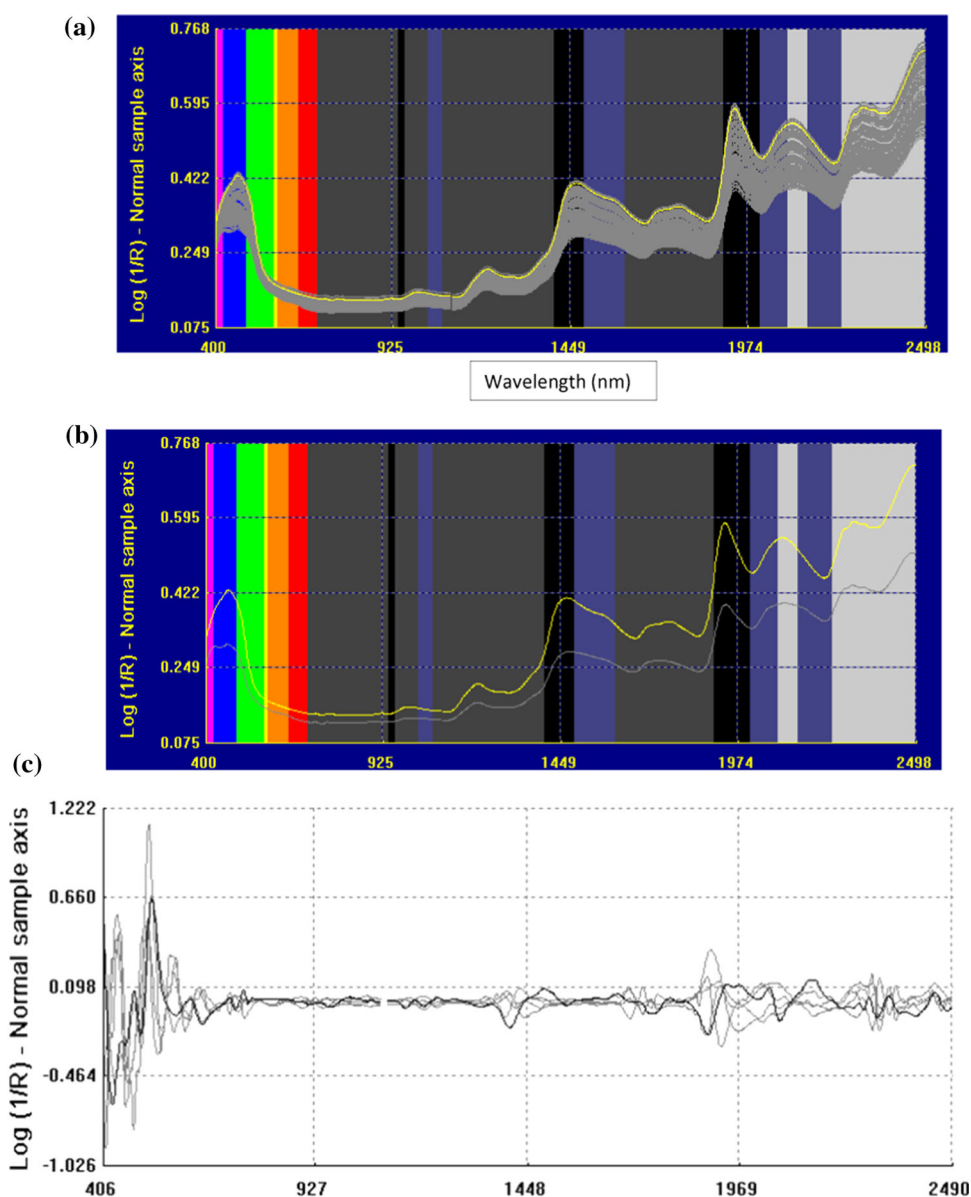 (a)
Log (1/R) - Normal sample axis
0.768
0.595
0.422
0.249
0.075
400 925 1449 1974 2498
Wavelength (nm)
(b)
Log (1/R) - Normal sample axis
0.768
0.595
0.422
0.249
0.075
400 925 1449 1974 2498
(c)
Log (1/R) - Normal sample axis
1.222
0.660
0.098
-0.464
-1.026
406 927 1448 1969 2490